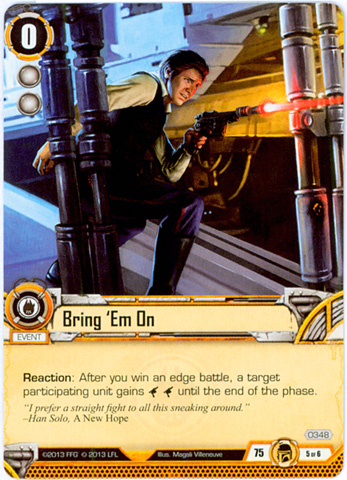 0
Bring 'Em On
EVENT
Reaction: After you win an edge battle, a target
participating unit gains until the end of the phase.
"I prefer a straight fight to all this sneaking around."
–Han Solo, A New Hope
0348
©2013 FFG © 2013 LFL Illus. Magali Villeneuve 75 5 of 6